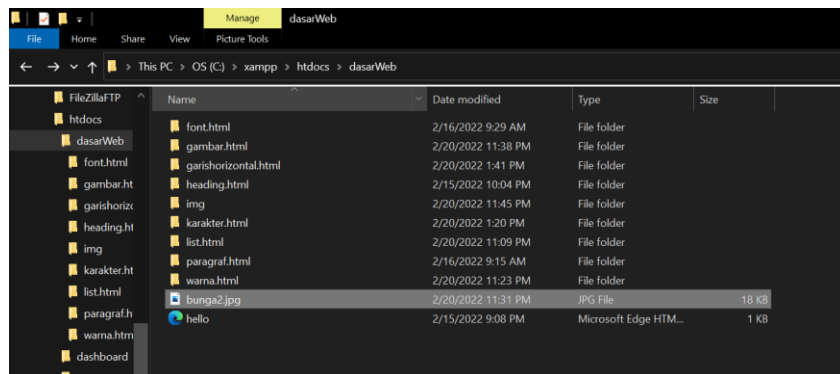 Manage dasarWeb
File Home Share View Picture Tools
This PC > OS (C:) > xampp > htdocs > dasarWeb
FileZillaFTP
htdocs
dasarWeb
font.html
gambar.ht
garishorizo
heading.ht
img
karakter.ht
list.html
paragraf.h
warna.htm
dashboard
Name Date modified Type Size
font.html 2/16/2022 9:29 AM File folder
gambar.html 2/20/2022 11:38 PM File folder
garishorizontal.html 2/20/2022 1:41 PM File folder
heading.html 2/15/2022 10:04 PM File folder
img 2/20/2022 11:45 PM File folder
karakter.html 2/20/2022 1:20 PM File folder
list.html 2/20/2022 11:09 PM File folder
paragraf.html 2/16/2022 9:15 AM File folder
warna.html 2/20/2022 11:23 PM File folder
bunga2.jpg 2/20/2022 11:31 PM JPG File 18 KB
hello 2/15/2022 9:08 PM Microsoft Edge HTM... 1 KB